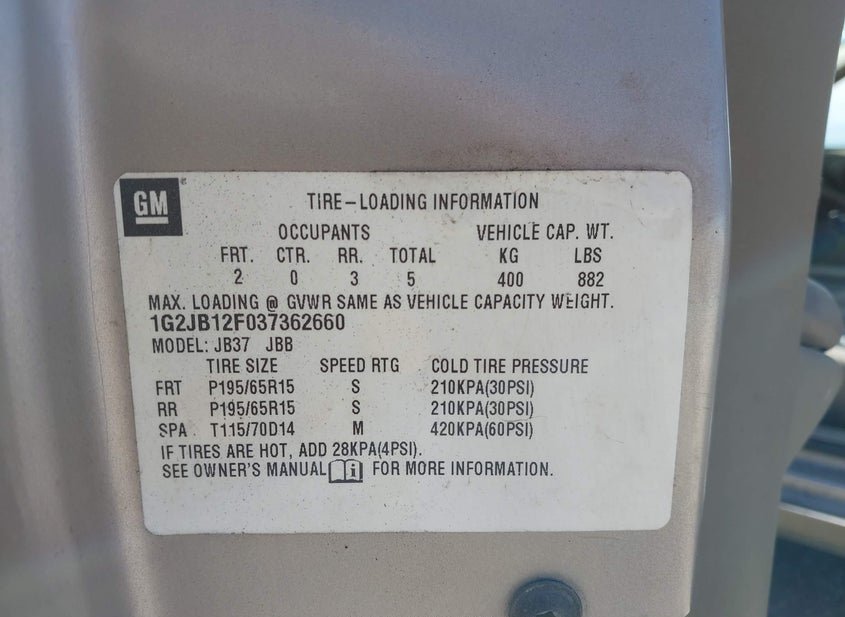 GM
TIRE-LOADING INFORMATION
OCCUPANTS VEHICLE CAP. WT.
FRT. CTR. RR. TOTAL KG LBS
2 0 3 5 400 882
MAX. LOADING @ GVWR SAME AS VEHICLE CAPACITY WEIGHT.
1G2JB12F037362660
MODEL: JB37 JBB
TIRE SIZE SPEED RTG COLD TIRE PRESSURE
FRT P195/65R15 S 210KPA(30PSI)
RR P195/65R15 S 210KPA(30PSI)
SPA T115/70D14 M 420KPA(60PSI)
IF TIRES ARE HOT, ADD 28KPA(4PSI).
SEE OWNER'S MANUAL i FOR MORE INFORMATION.